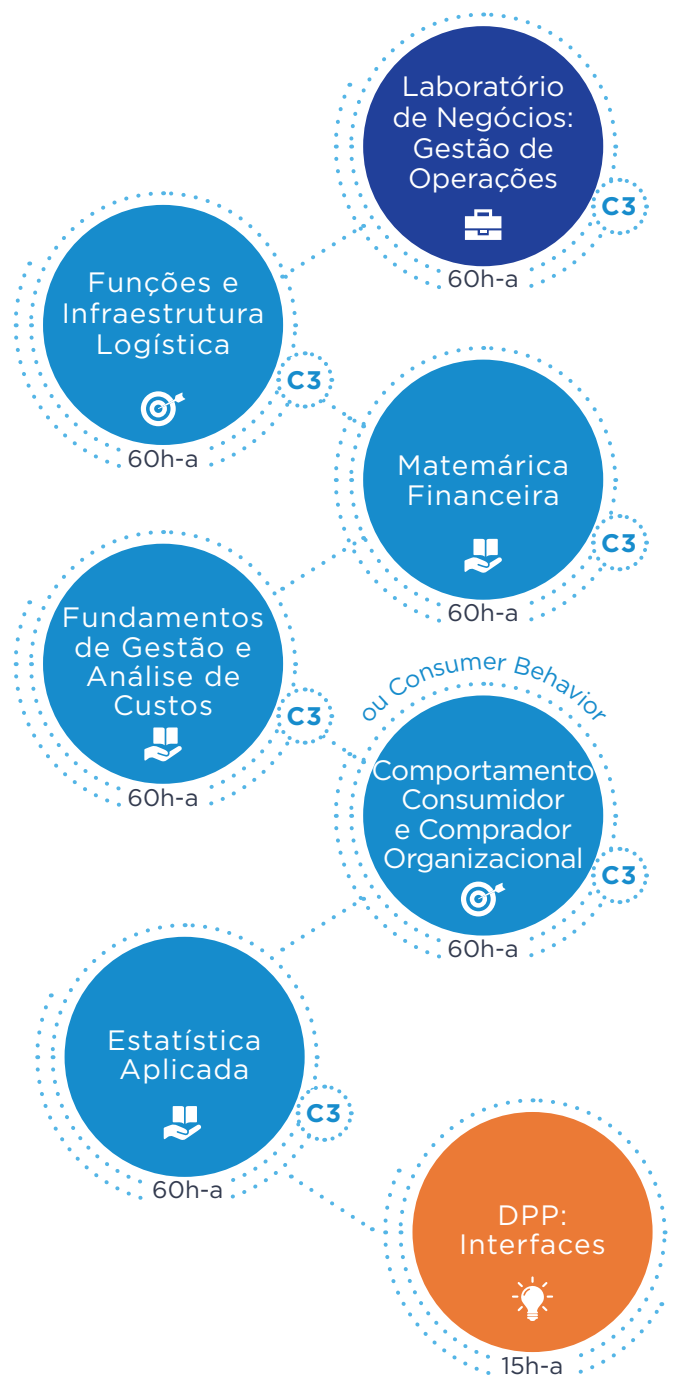 Laboratório
de Negócios:
Gestão de
Operações
C3
60h-a
Funções e
Infraestrutura
Logística
C3
60h-a
Matemárica
Financeira
C3
60h-a
Fundamentos
de Gestão e
Análise de
Custos
C3
60h-a
ou Consumer Behavior
Comportamento
Consumidor
e Comprador
Organizacional
C3
60h-a
Estatística
Aplicada
C3
60h-a
DPP:
Interfaces
15h-a